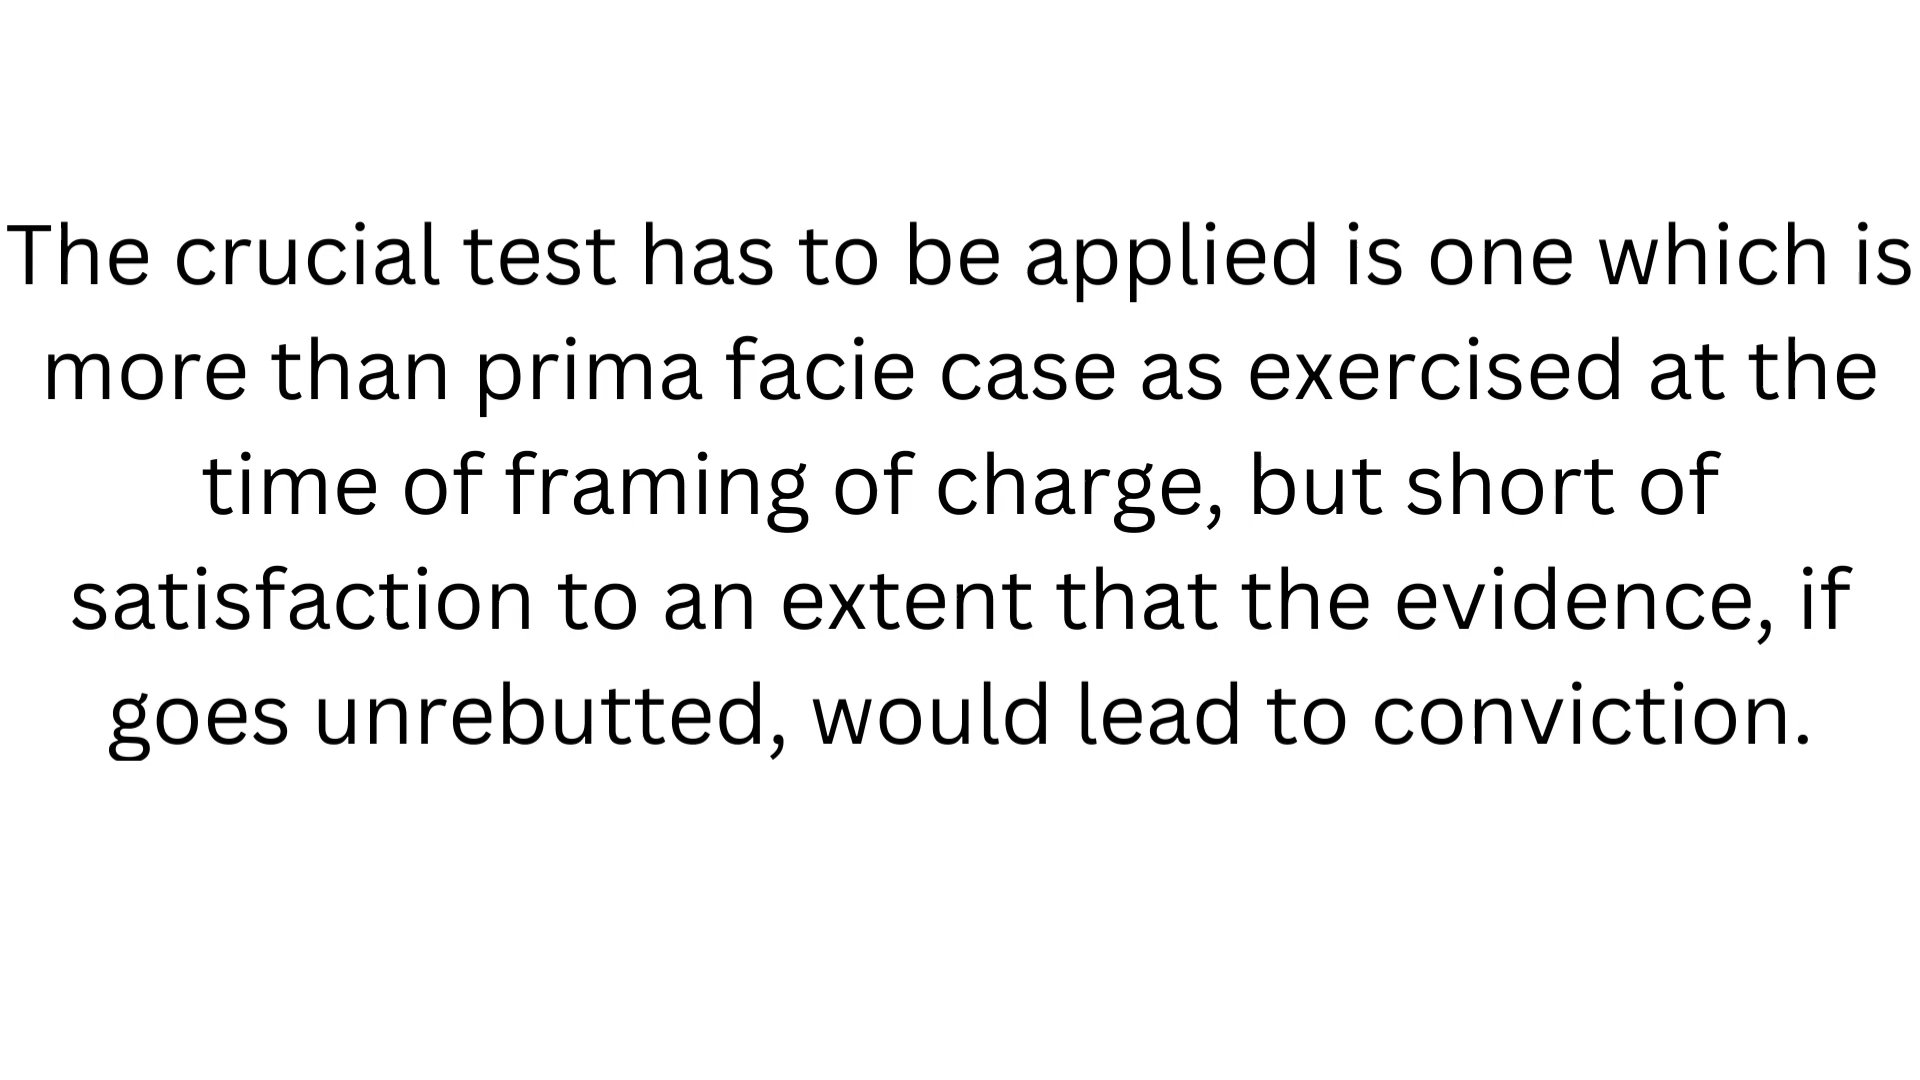 The crucial test has to be applied is one which is
more than prima facie case as exercised at the
time of framing of charge, but short of
satisfaction to an extent that the evidence, if
goes unrebutted, would lead to conviction.